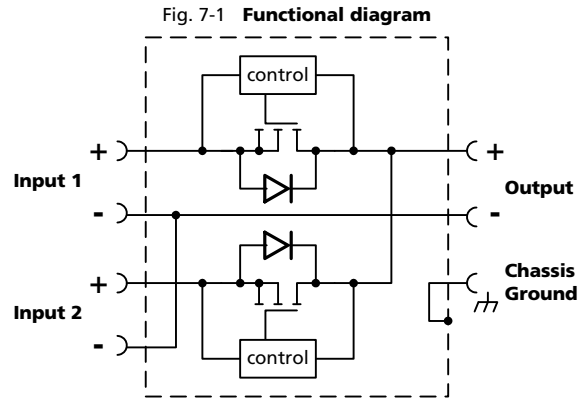 Fig. 7-1 Functional diagram
control
+
+
Input 1
Output
-
-
+
Chassis
Ground
Input 2
-
control